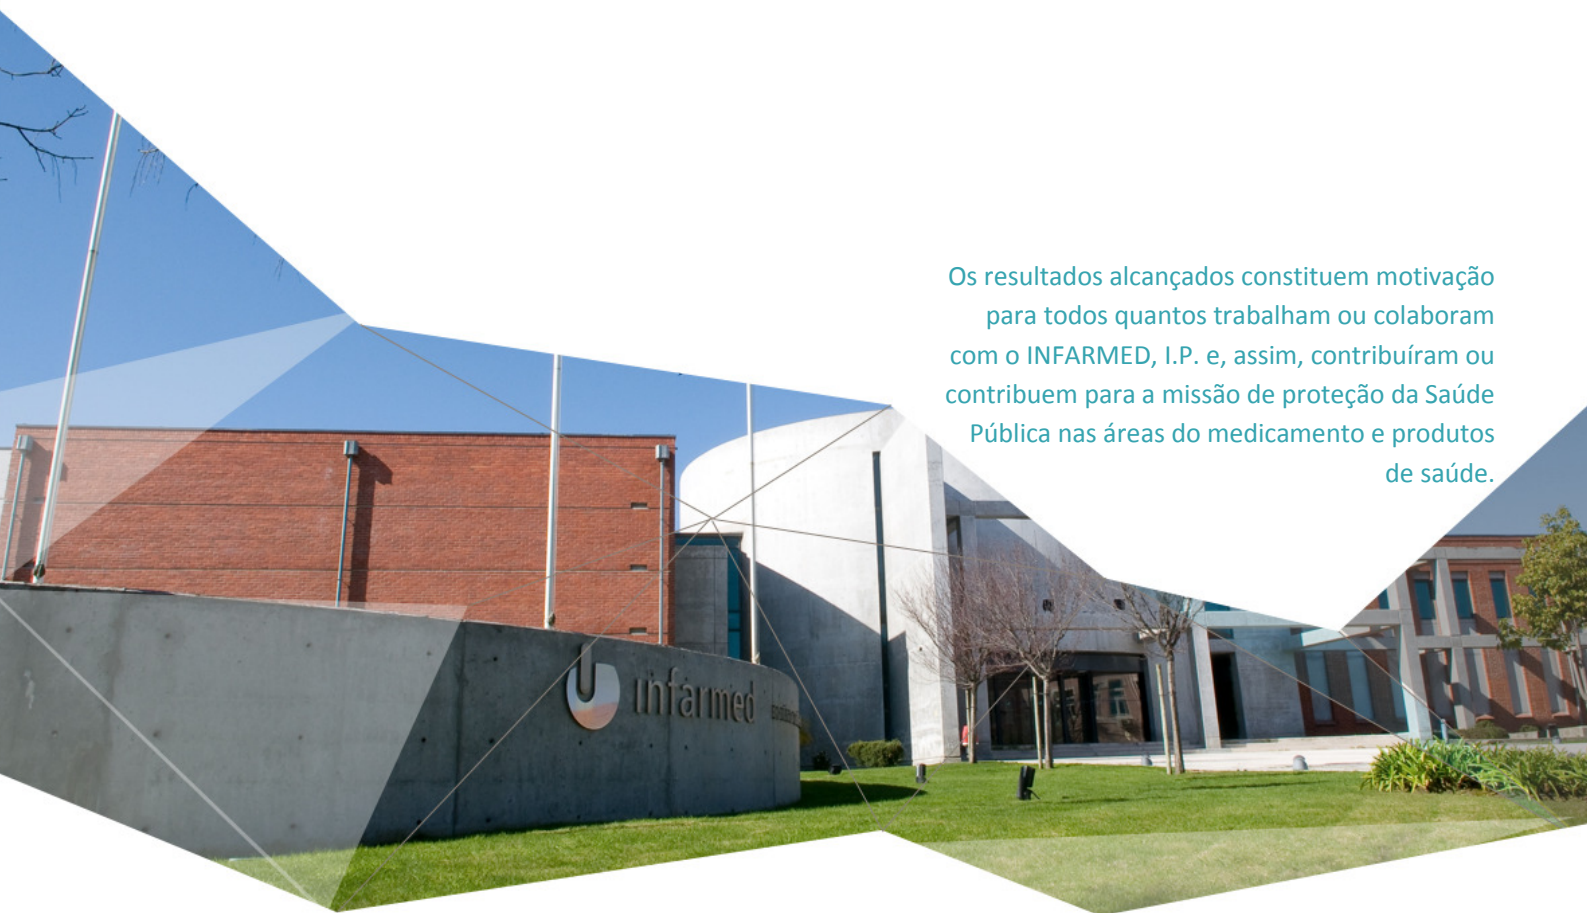 Os resultados alcançados constituem motivação
para todos quantos trabalham ou colaboram
com o INFARMED, I.P. e, assim, contribuíram ou
contribuem para a missão de proteção da Saúde
Pública nas áreas do medicamento e produtos
de saúde.
infarmed